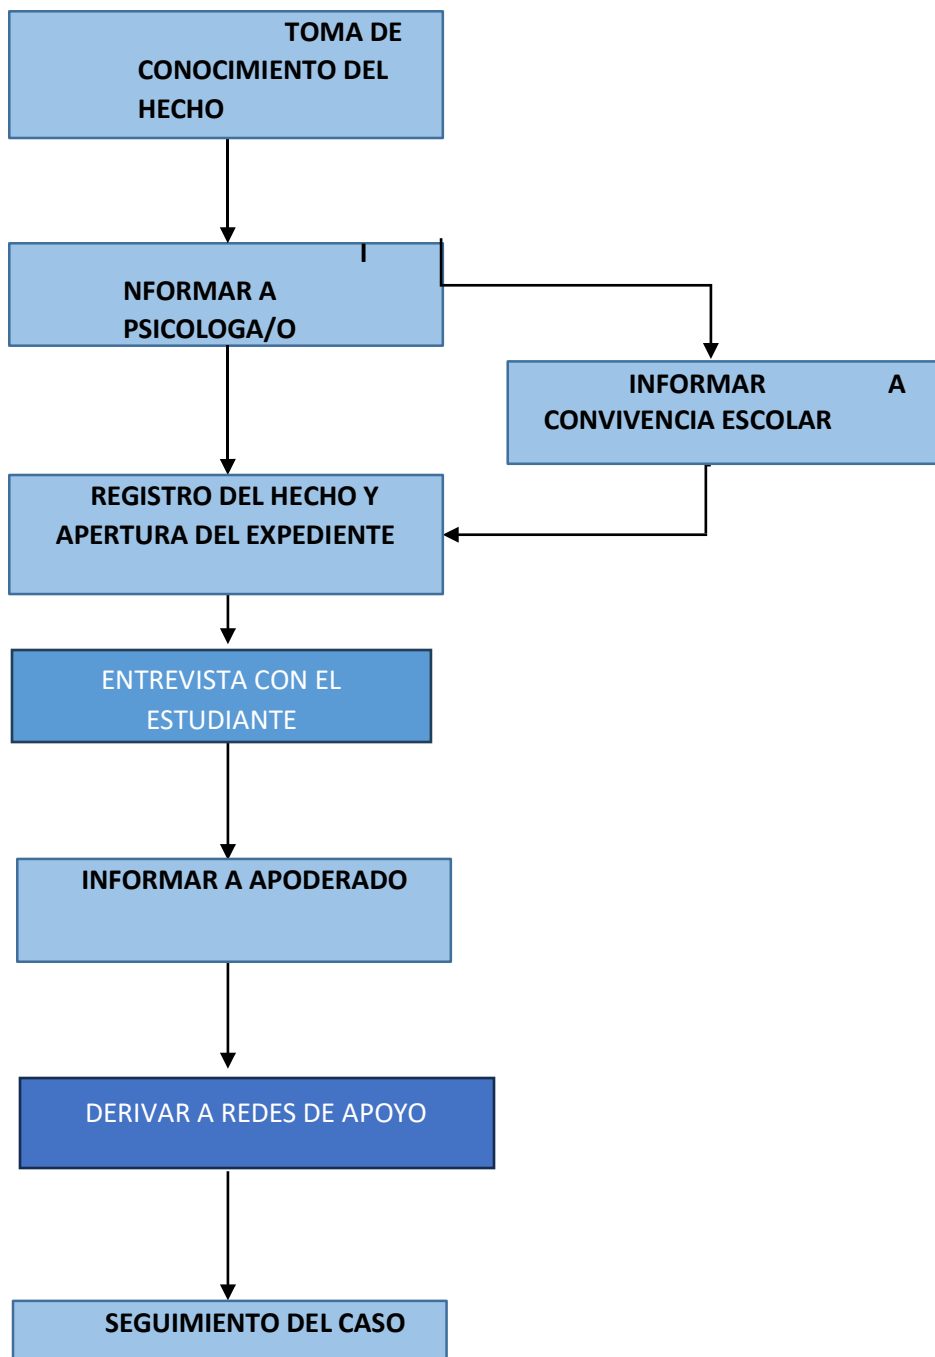 TOMA DE
CONOCIMIENTO DEL
HECHO
I
NFORMAR A
PSICOLOGA/O
INFORMAR A
CONVIVENCIA ESCOLAR
REGISTRO DEL HECHO Y
APERTURA DEL EXPEDIENTE
ENTREVISTA CON EL
ESTUDIANTE
INFORMAR A APODERADO
DERIVAR A REDES DE APOYO
SEGUIMIENTO DEL CASO